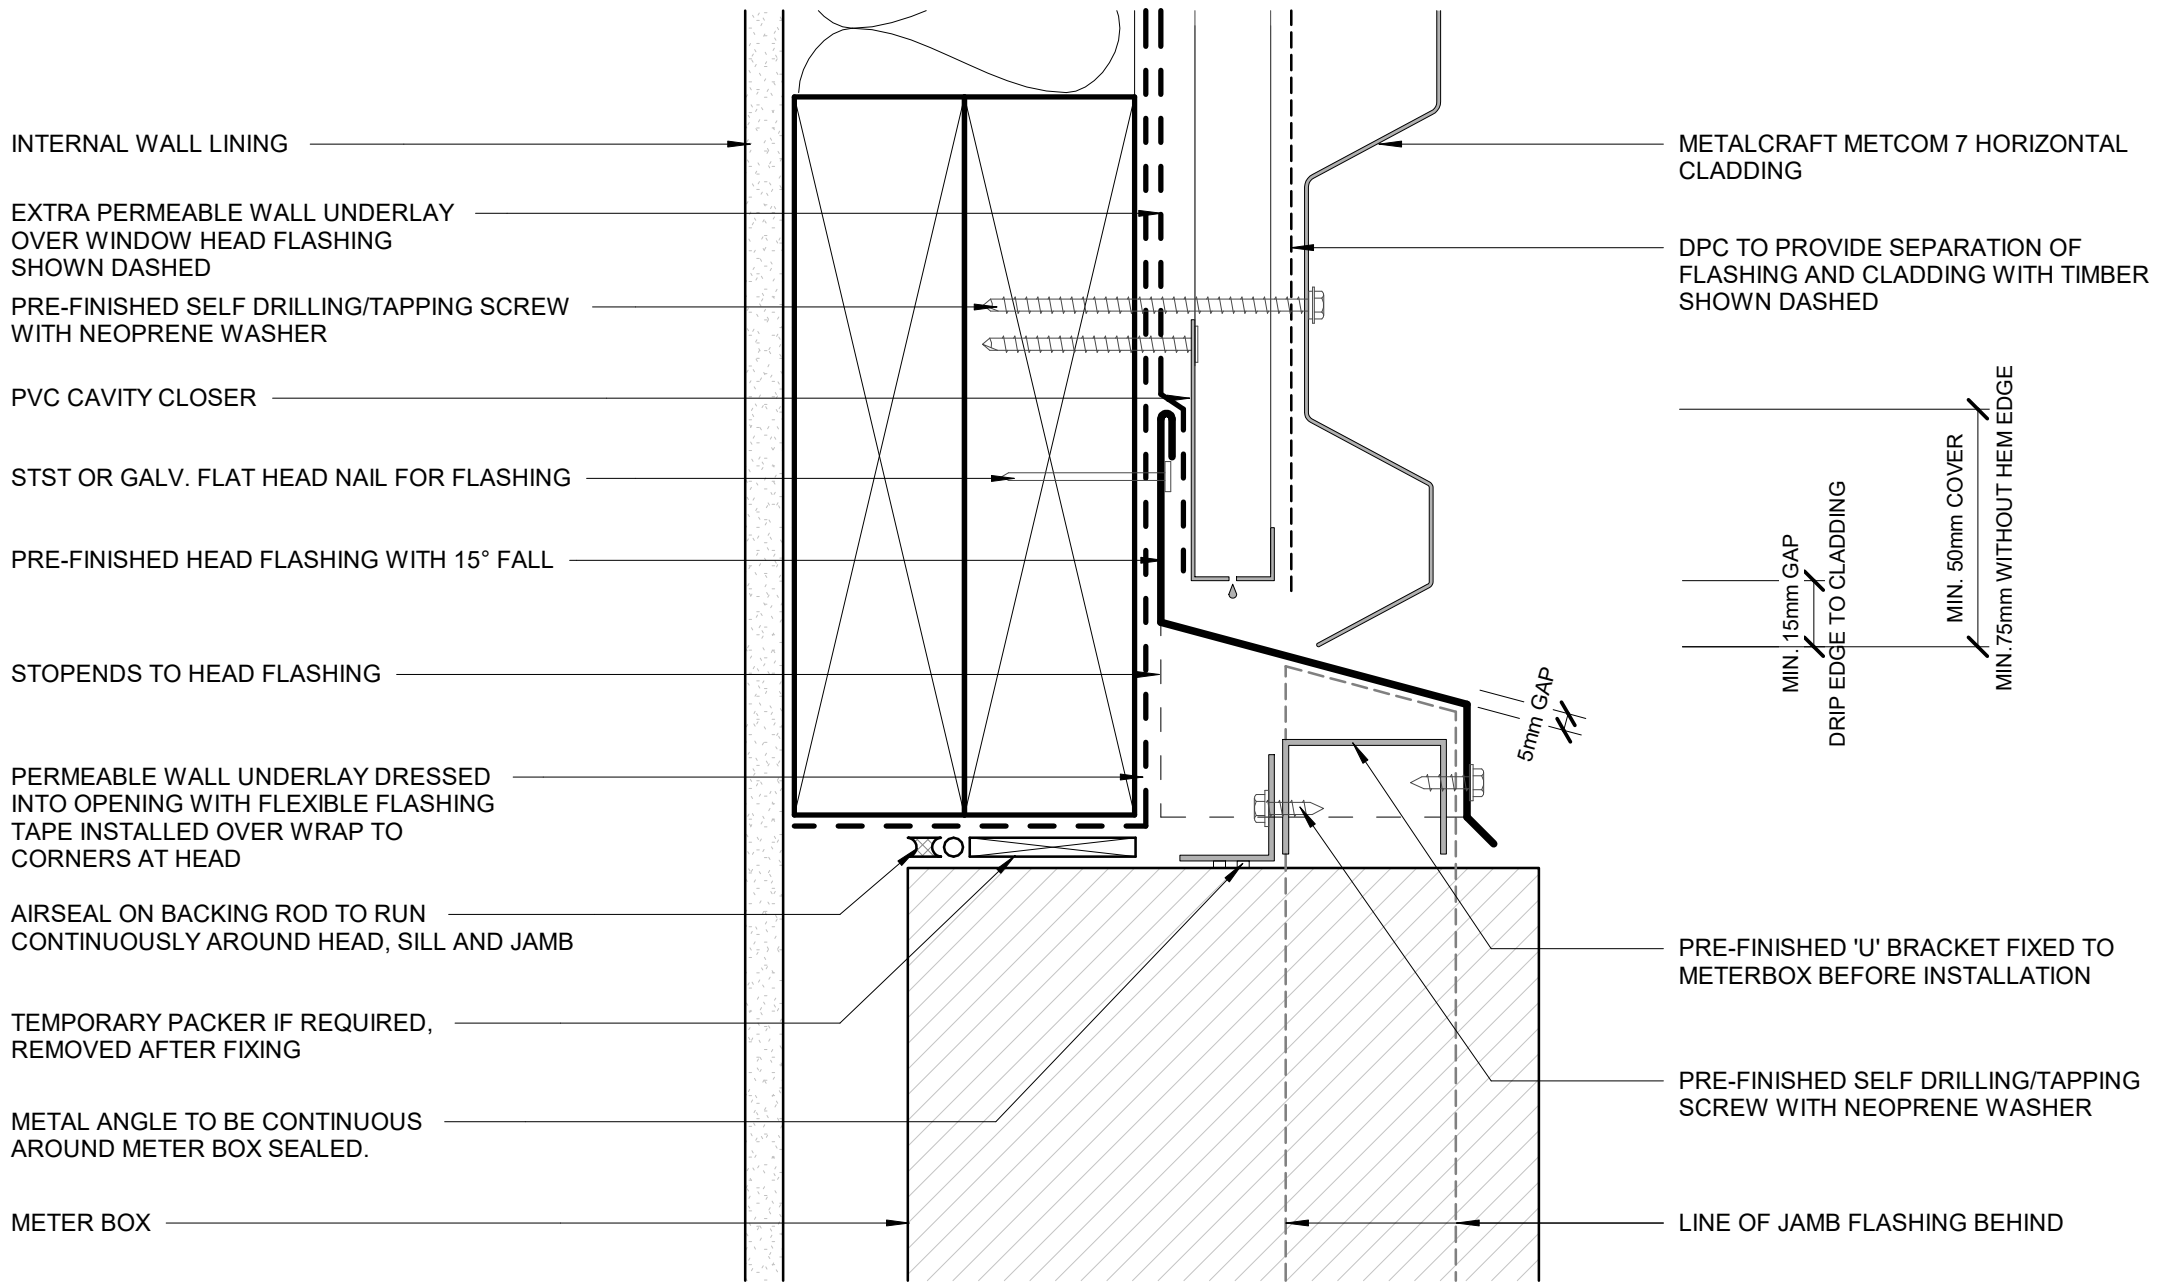 INTERNAL WALL LINING
EXTRA PERMEABLE WALL UNDERLAY
OVER WINDOW HEAD FLASHING
SHOWN DASHED
PRE-FINISHED SELF DRILLING/TAPPING SCREW
WITH NEOPRENE WASHER
PVC CAVITY CLOSER
STST OR GALV. FLAT HEAD NAIL FOR FLASHING
PRE-FINISHED HEAD FLASHING WITH 15° FALL
STOPENDS TO HEAD FLASHING
PERMEABLE WALL UNDERLAY DRESSED
INTO OPENING WITH FLEXIBLE FLASHING
TAPE INSTALLED OVER WRAP TO
CORNERS AT HEAD
AIRSEAL ON BACKING ROD TO RUN
CONTINUOUSLY AROUND HEAD, SILL AND JAMB
TEMPORARY PACKER IF REQUIRED,
REMOVED AFTER FIXING
METAL ANGLE TO BE CONTINUOUS
AROUND METER BOX SEALED.
METER BOX
METALCRAFT METCOM 7 HORIZONTAL
CLADDING
DPC TO PROVIDE SEPARATION OF
FLASHING AND CLADDING WITH TIMBER
SHOWN DASHED
MIN. 15mm GAP
DRIP EDGE TO CLADDING
MIN. 50mm COVER
MIN.75mm WITHOUT HEM EDGE
5mm GAP
PRE-FINISHED 'U' BRACKET FIXED TO
METERBOX BEFORE INSTALLATION
PRE-FINISHED SELF DRILLING/TAPPING
SCREW WITH NEOPRENE WASHER
LINE OF JAMB FLASHING BEHIND